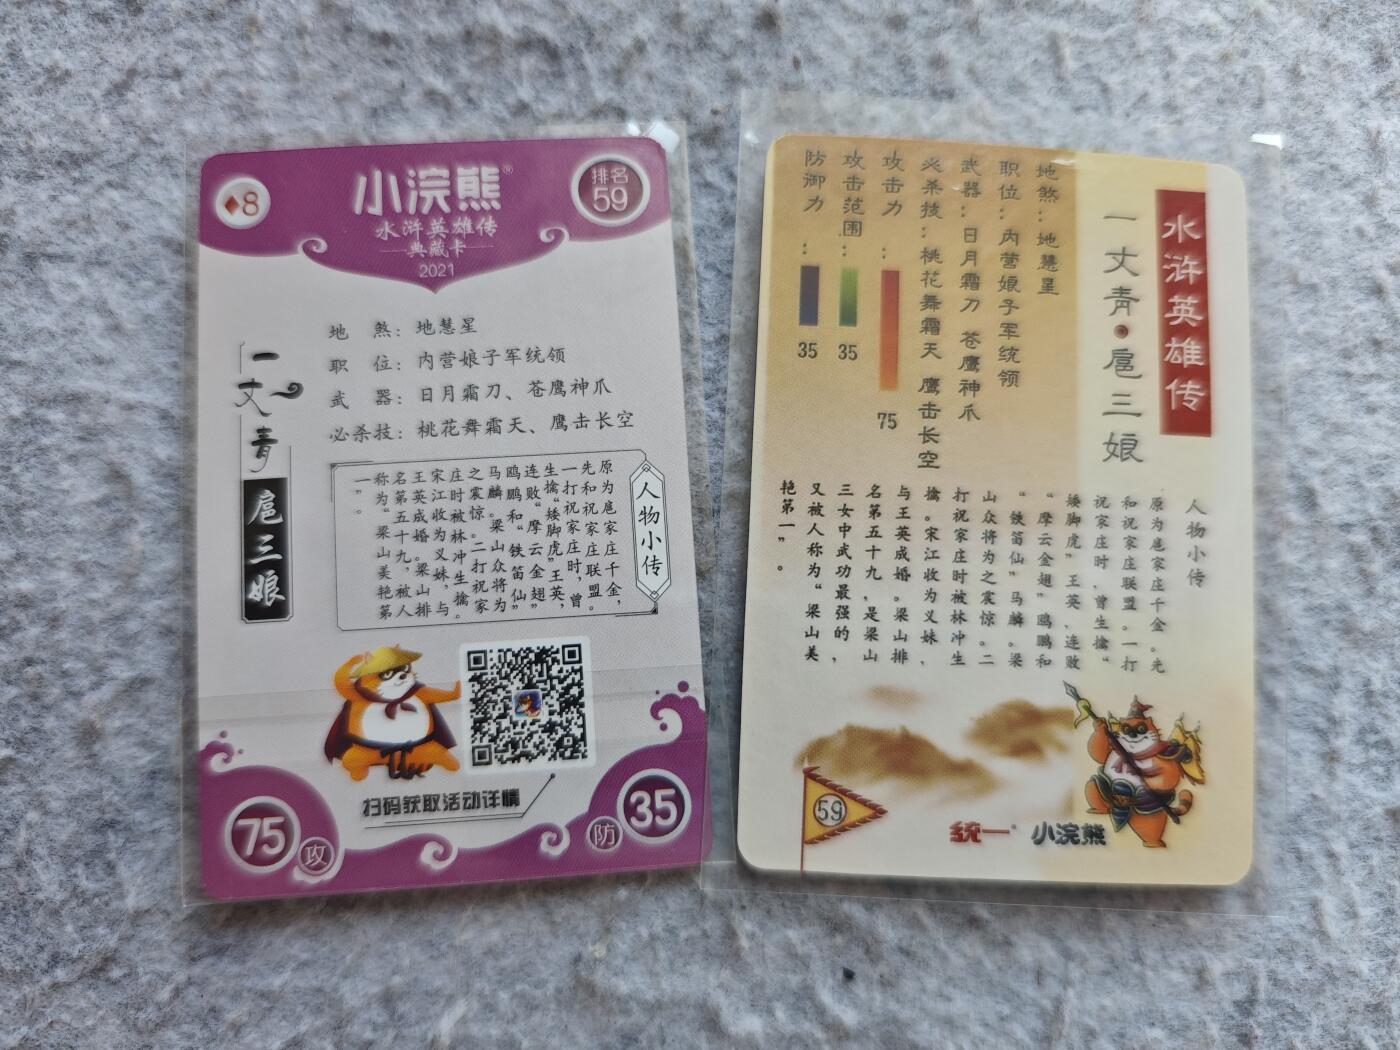 ♦8
小浣熊®
水浒英雄传
典藏卡
2021
排名
59
一丈青
扈三娘
地煞：地慧星
职位：内营娘子军统领
武器：日月霜刀、苍鹰神爪
必杀技：桃花舞霜天、鹰击长空
人物小传
原为扈家庄千金，
先和祝家庄联盟。
一打祝家庄时，曾
生擒“矮脚虎”王英，
连败“摩云金翅”
鸥鹏和“铁笛仙”
马麟。梁山众将为
之震惊。二打祝家
庄时被林冲生擒。
宋江收为义妹，与
王英成婚。梁山排
名第五十九，被人
称为“梁山美艳第
一”。
扫码获取活动详情
75
攻
防
35
水浒英雄传
一丈青·扈三娘
地煞：地慧星
职位：内营娘子军统领
武器：日月霜刀 苍鹰神爪
必杀技：桃花舞霜天 鹰击长空
攻击力：
75
攻击范围：
35
防御力：
35
人物小传
原为扈家庄千金。先
和祝家庄联盟。一打
祝家庄时，曾生擒“
矮脚虎”王英、连败
“摩云金翅”鸥鹏和
“铁笛仙”马麟。梁
山众将为之震惊。二
打祝家庄时被林冲生
擒。宋江收为义妹，
与王英成婚。梁山排
名第五十九，是梁山
三女中武功最强的，
又被人称为“梁山美
艳第一”。
59
统一® 小浣熊